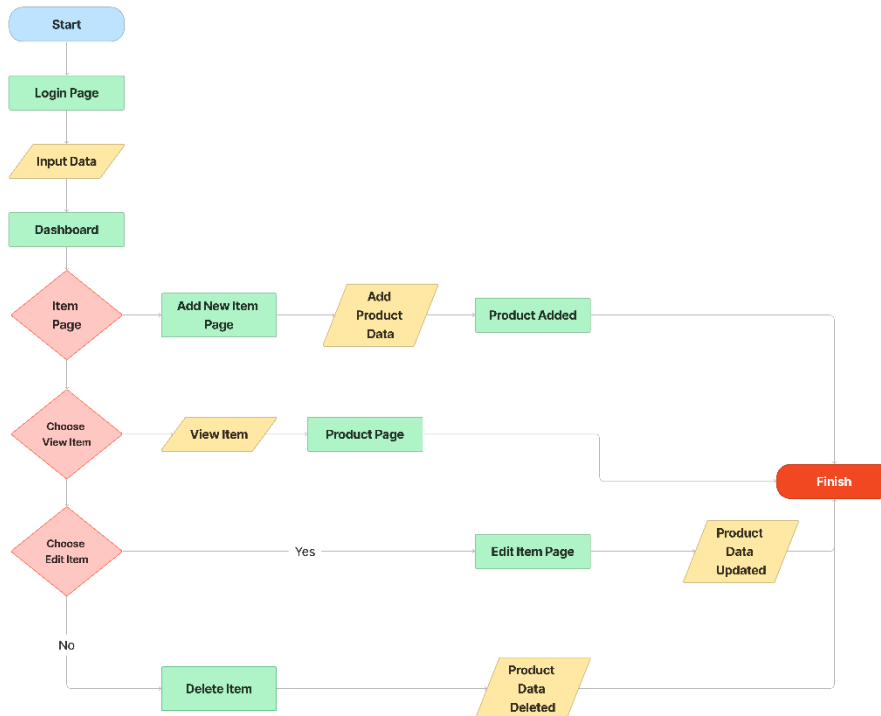 Start
Login Page
Input Data
Dashboard
Item
Page
Add New Item
Page
Add
Product
Data
Product Added
Choose
View Item
View Item
Product Page
Finish
Choose
Edit Item
Yes
Edit Item Page
Product
Data
Updated
No
Delete Item
Product
Data
Deleted